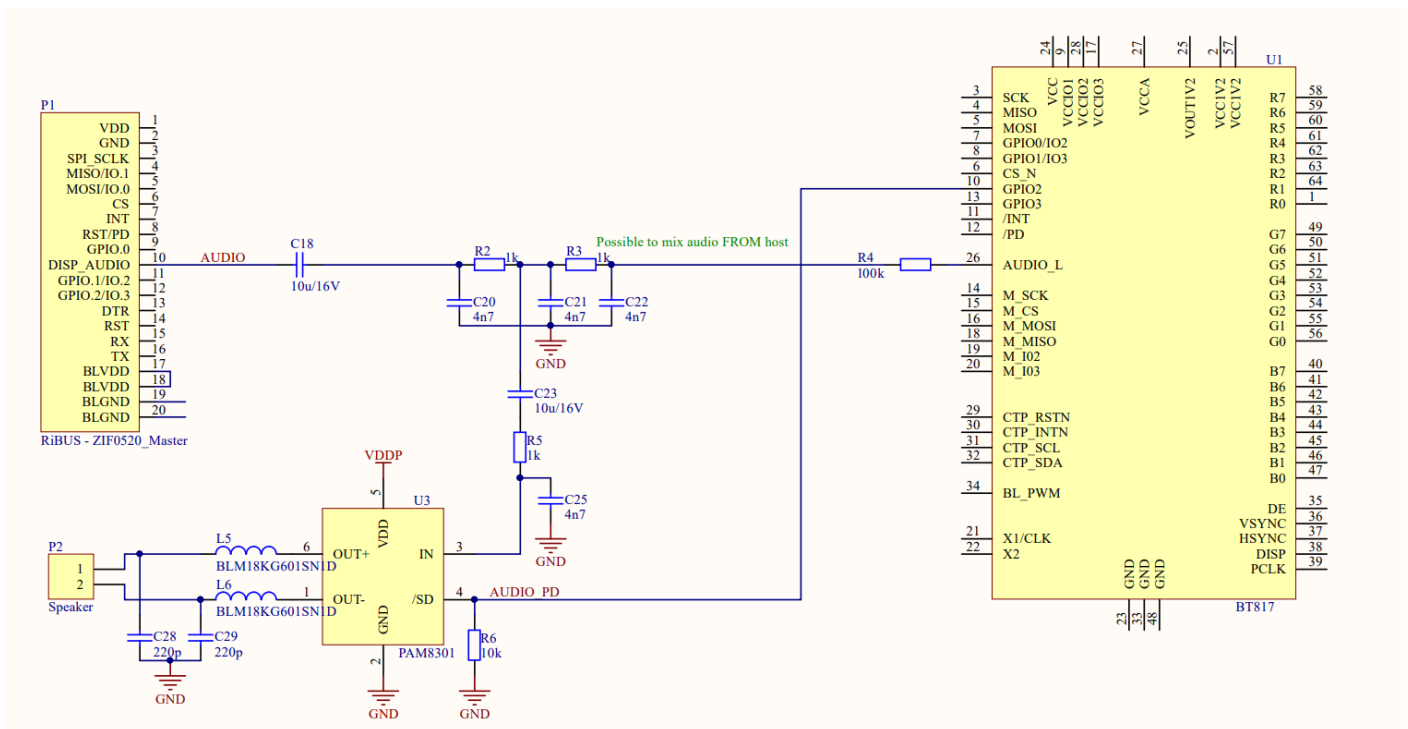 P1
VDD 1
GND 2
SPI_SCLK 3
MISO/IO.1 4
MOSI/IO.0 5
CS 6
INT 7
RST/PD 8
GPIO.0 9
DISP_AUDIO 10
GPIO.1/IO.2 11
GPIO.2/IO.3 12
DTR 13
RST 14
RX 15
TX 16
BLVDD 17
BLVDD 18
BLGND 19
BLGND 20
RiBUS - ZIF0520_Master
AUDIO
C18
10u/16V
R2
1k
R3
1k
Possible to mix audio FROM host
C20
4n7
C21
4n7
C22
4n7
GND
R4
100k
C23
10u/16V
R5
1k
C25
4n7
GND
VDDP
U3
5
VDD
6 OUT+
1 OUT-
IN 3
/SD 4
GND
2
PAM8301
GND
AUDIO_PD
R6
10k
GND
L5
BLM18KG601SN1D
L6
BLM18KG601SN1D
P2
1
2
Speaker
C28
220p
C29
220p
GND
U1
24 VCC
9 VCCIO1
28 VCCIO2
17 VCCIO3
27 VCCA
25 VOUT1V2
2 VCC1V2
57 VCC1V2
3 SCK
4 MISO
5 MOSI
7 GPIO0/IO2
8 GPIO1/IO3
6 CS_N
10 GPIO2
13 GPIO3
11 /INT
12 /PD
26 AUDIO_L
14 M_SCK
15 M_CS
16 M_MOSI
18 M_MISO
19 M_I02
20 M_I03
29 CTP_RSTN
30 CTP_INTN
31 CTP_SCL
32 CTP_SDA
34 BL_PWM
21 X1/CLK
22 X2
R7 58
R6 59
R5 60
R4 61
R3 62
R2 63
R1 64
R0 1
G7 49
G6 50
G5 51
G4 52
G3 53
G2 54
G1 55
G0 56
B7 40
B6 41
B5 42
B4 43
B3 44
B2 45
B1 46
B0 47
DE 35
VSYNC 36
HSYNC 37
DISP 38
PCLK 39
GND 23
GND 33
GND 48
BT817